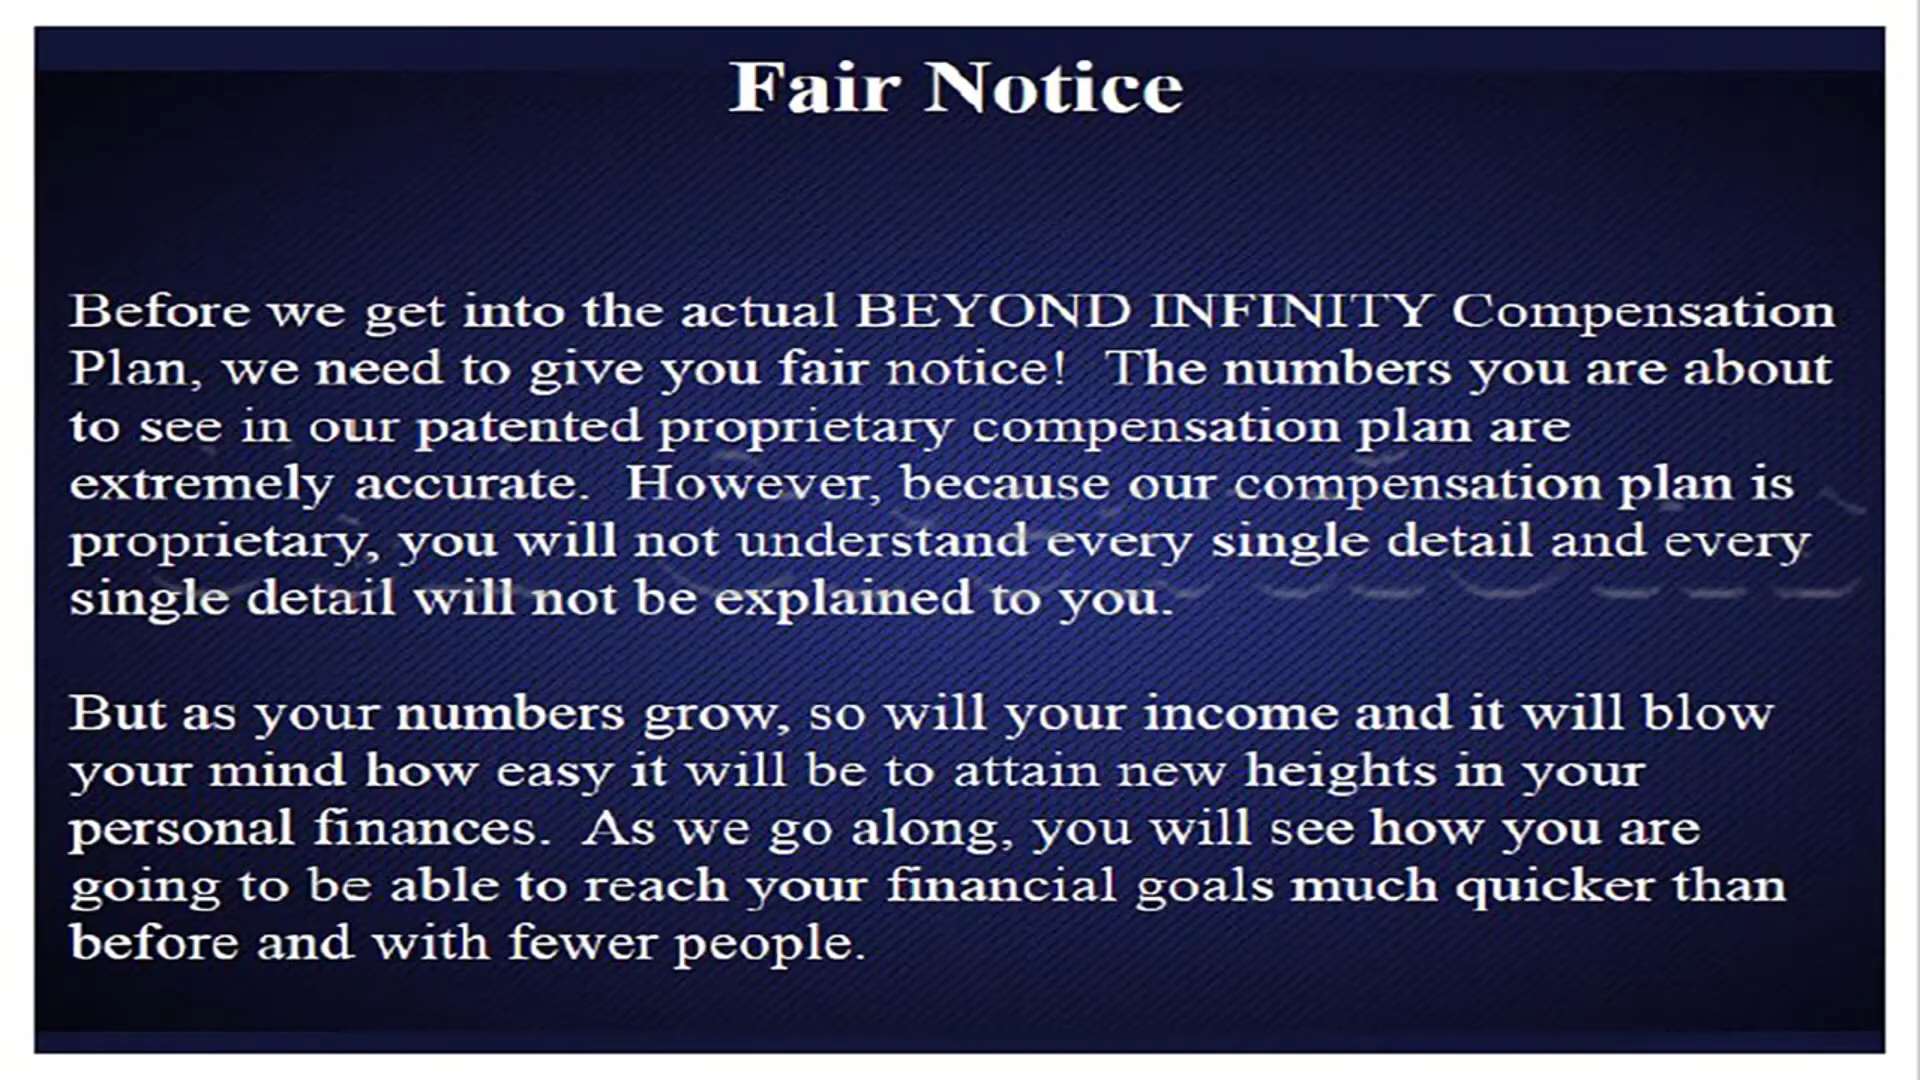 Fair Notice
Before we get into the actual BEYOND INFINITY Compensation
Plan, we need to give you fair notice!  The numbers you are about
to see in our patented proprietary compensation plan are
extremely accurate.  However, because our compensation plan is
proprietary, you will not understand every single detail and every
single detail will not be explained to you.
But as your numbers grow, so will your income and it will blow
your mind how easy it will be to attain new heights in your
personal finances.  As we go along, you will see how you are
going to be able to reach your financial goals much quicker than
before and with fewer people.